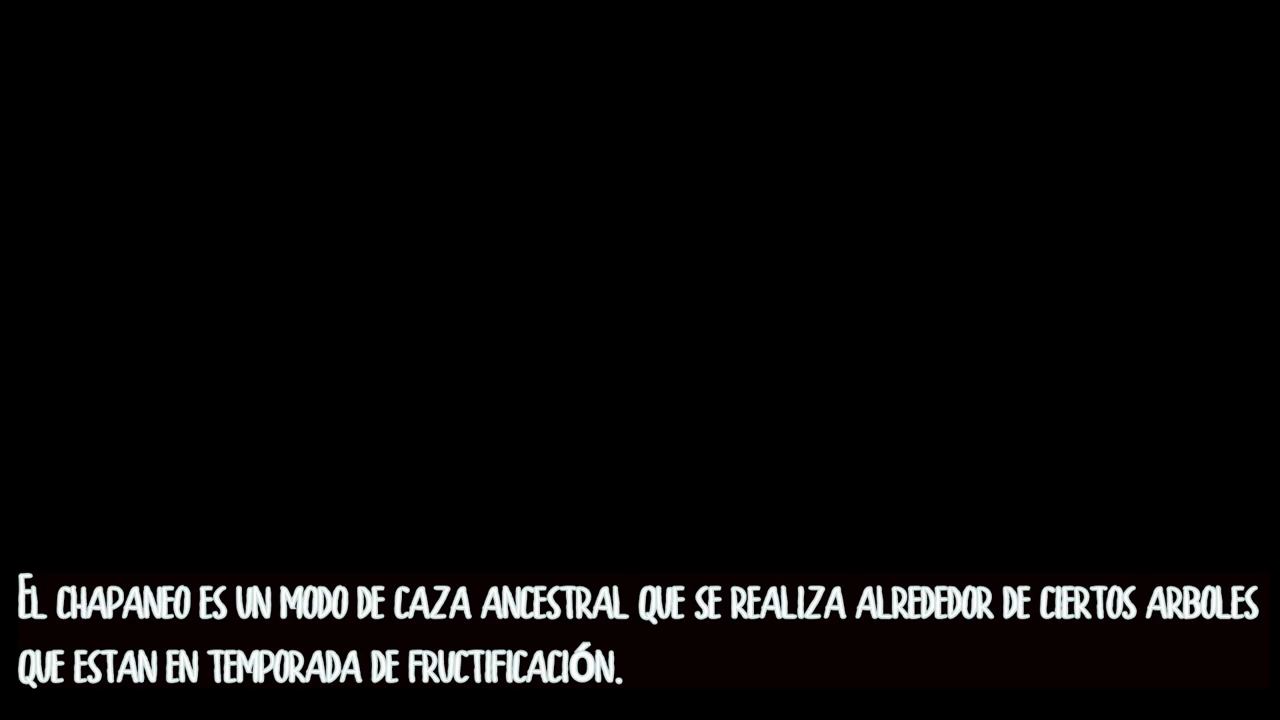 El chapaneo es un modo de caza ancestral que se realiza alrededor de ciertos arboles
que estan en temporada de fructificación.